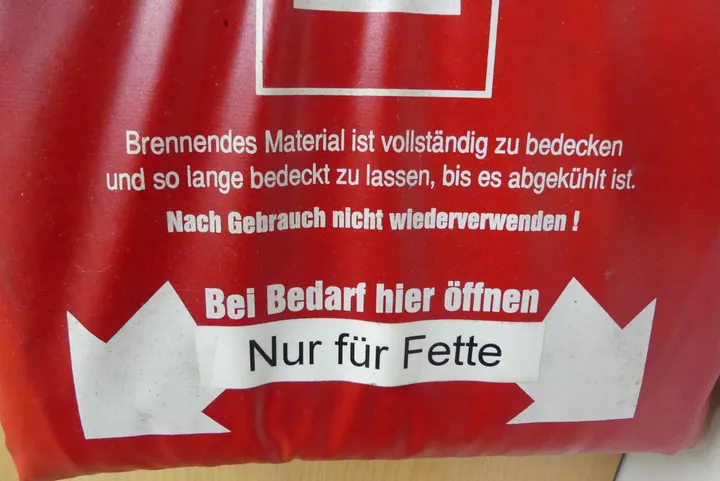 Brennendes Material ist vollständig zu bedecken
und so lange bedeckt zu lassen, bis es abgekühlt ist.
Nach Gebrauch nicht wiederverwenden !
Bei Bedarf hier öffnen
Nur für Fette